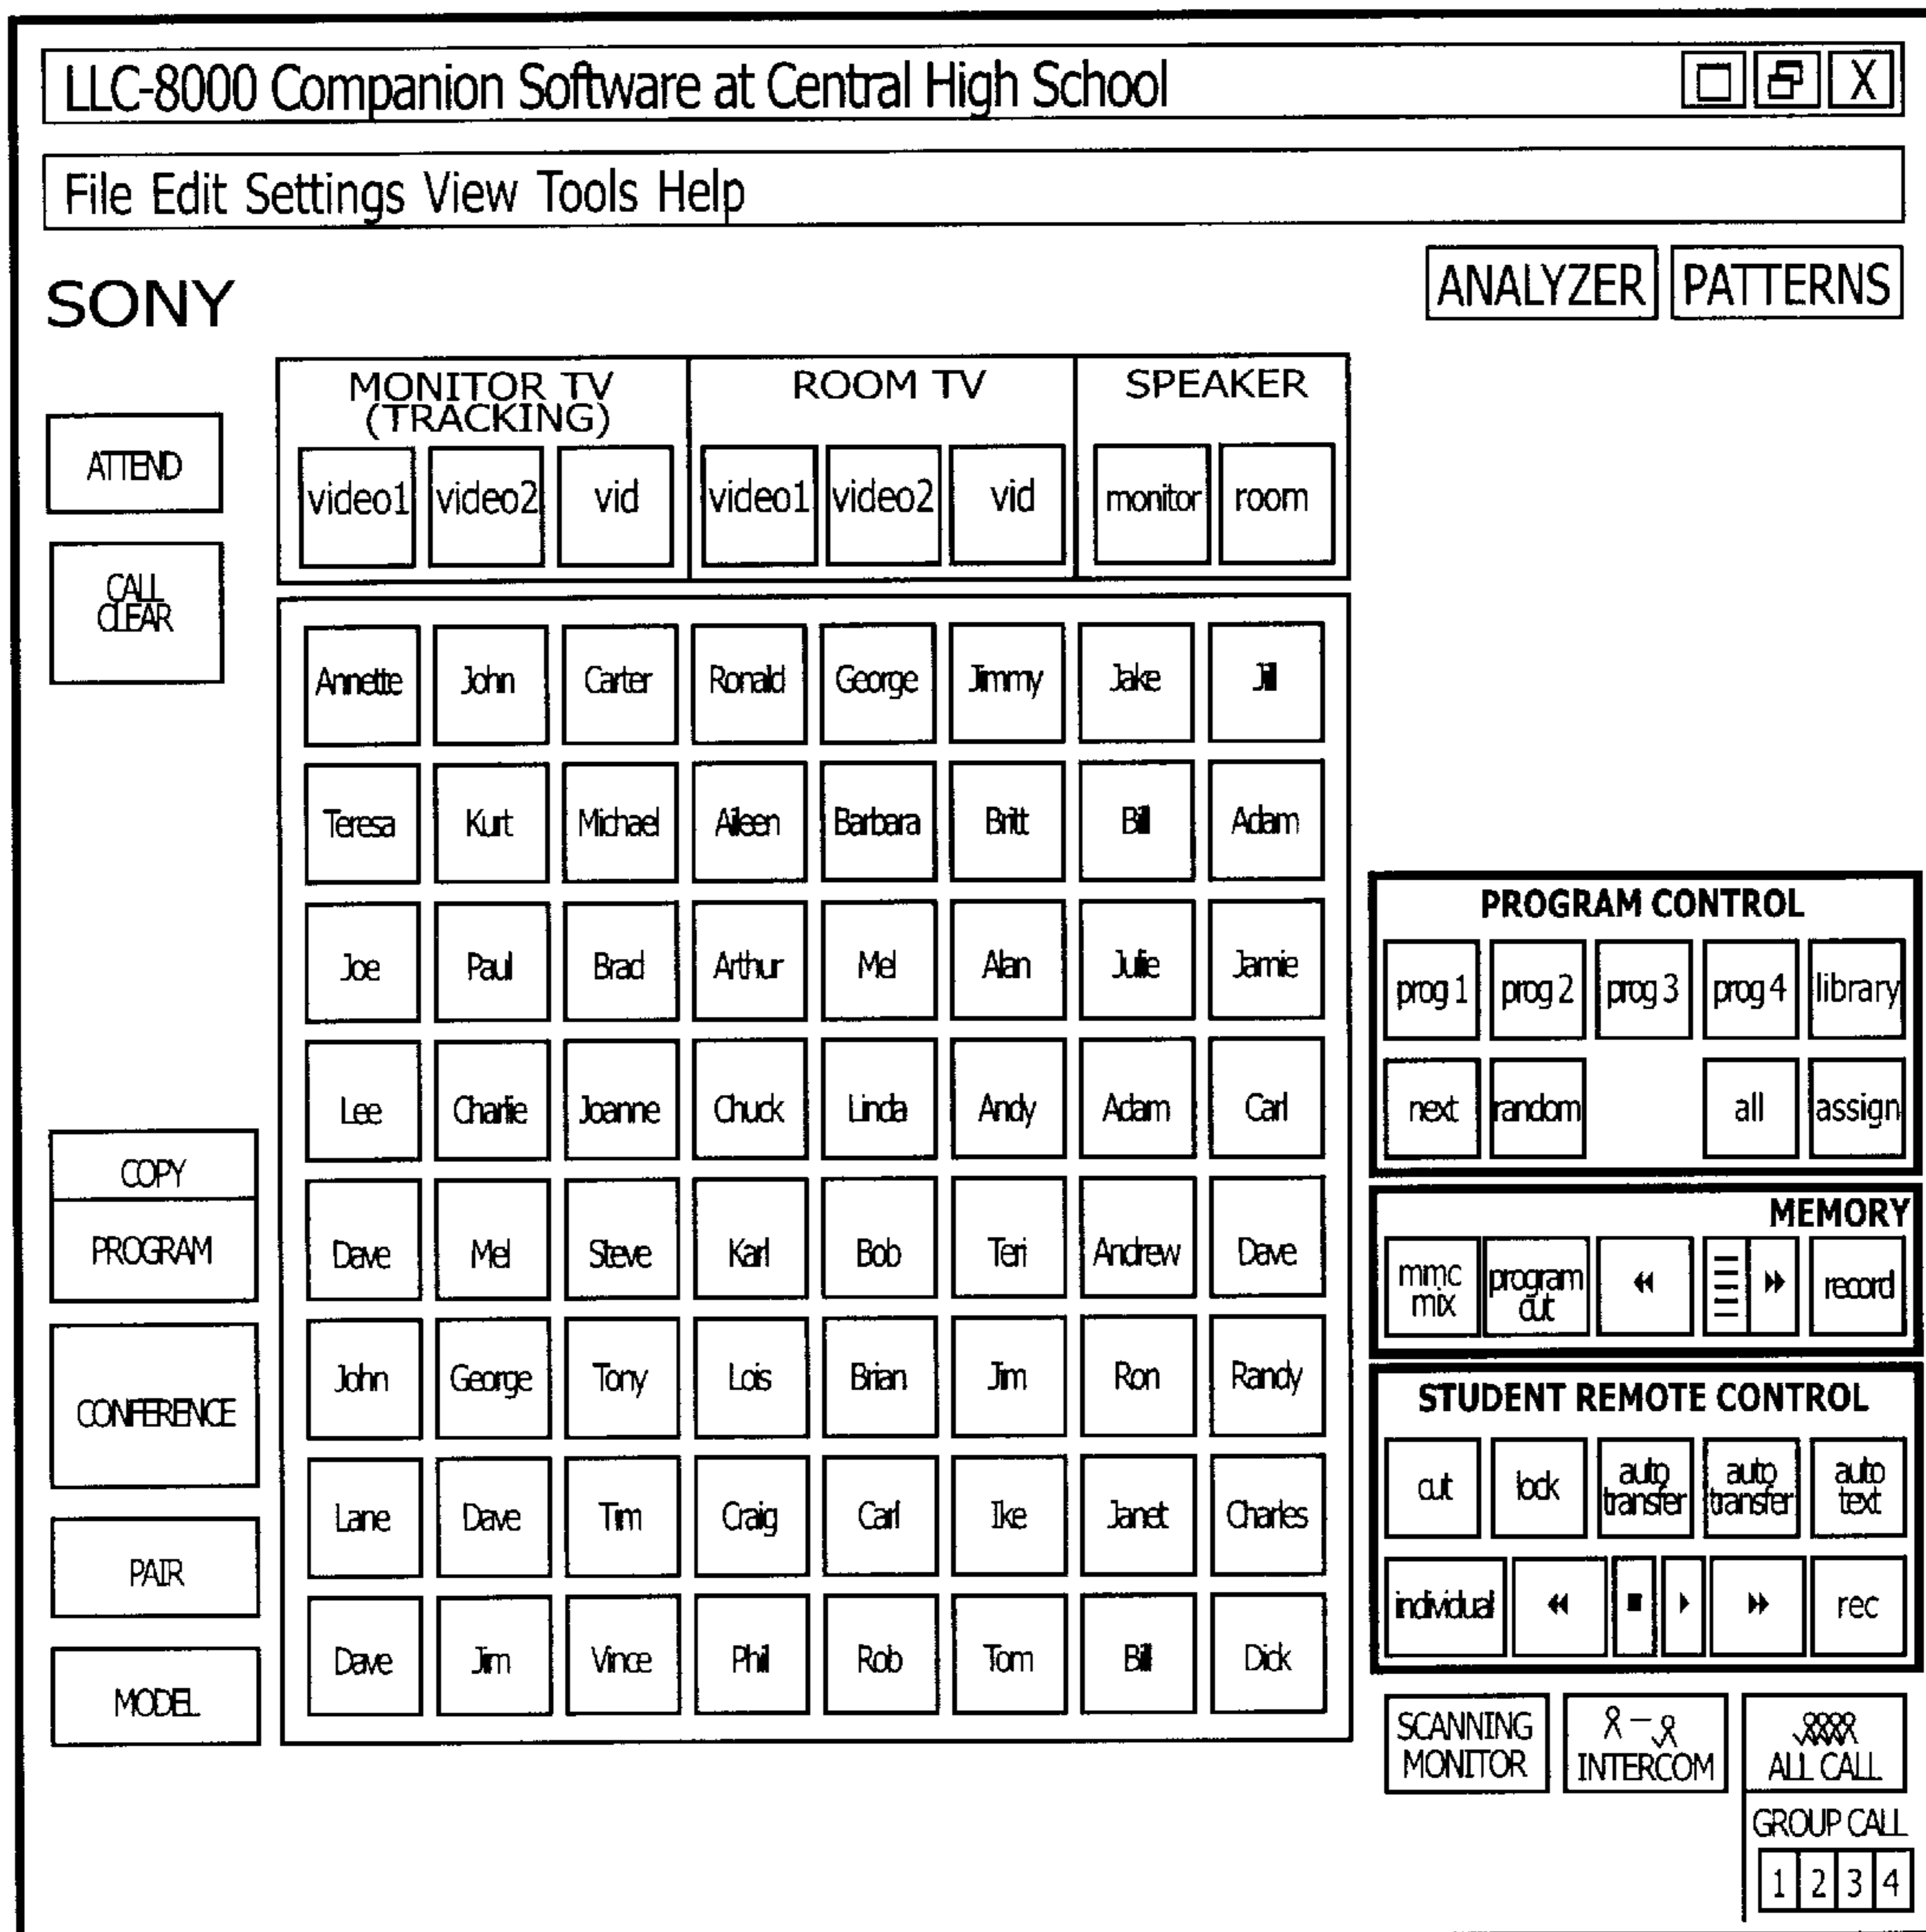 LLC-8000 Companion Software at Central High School X
File Edit Settings View Tools Help
SONY
ANALYZER PATTERNS
MONITOR TV
(TRACKING)
video1 video2 vid
ROOM TV
video1 video2 vid
SPEAKER
monitor room
ATTEND
CALL
CLEAR
COPY
PROGRAM
CONFERENCE
PAIR
MODEL
Annette John Carter Ronald George Jimmy Jake Jill
Teresa Kurt Michael Aileen Barbara Britt Bill Adam
Joe Paul Brad Arthur Mel Alan Julie Jamie
Lee Charlie Joanne Chuck Linda Andy Adam Carl
Dave Mel Steve Karl Bob Teri Andrew Dave
John George Tony Lois Brian Jim Ron Randy
Lane Dave Tim Craig Carl Ike Janet Charles
Dave Jim Vince Phil Rob Tom Bill Dick
PROGRAM CONTROL
prog 1 prog 2 prog 3 prog 4 library
next random all assign
MEMORY
mmc
mix
program
cut
record
STUDENT REMOTE CONTROL
cut lock
auto
transfer
auto
transfer
auto
text
individual rec
SCANNING
MONITOR
INTERCOM
ALL CALL
GROUP CALL
1 2 3 4